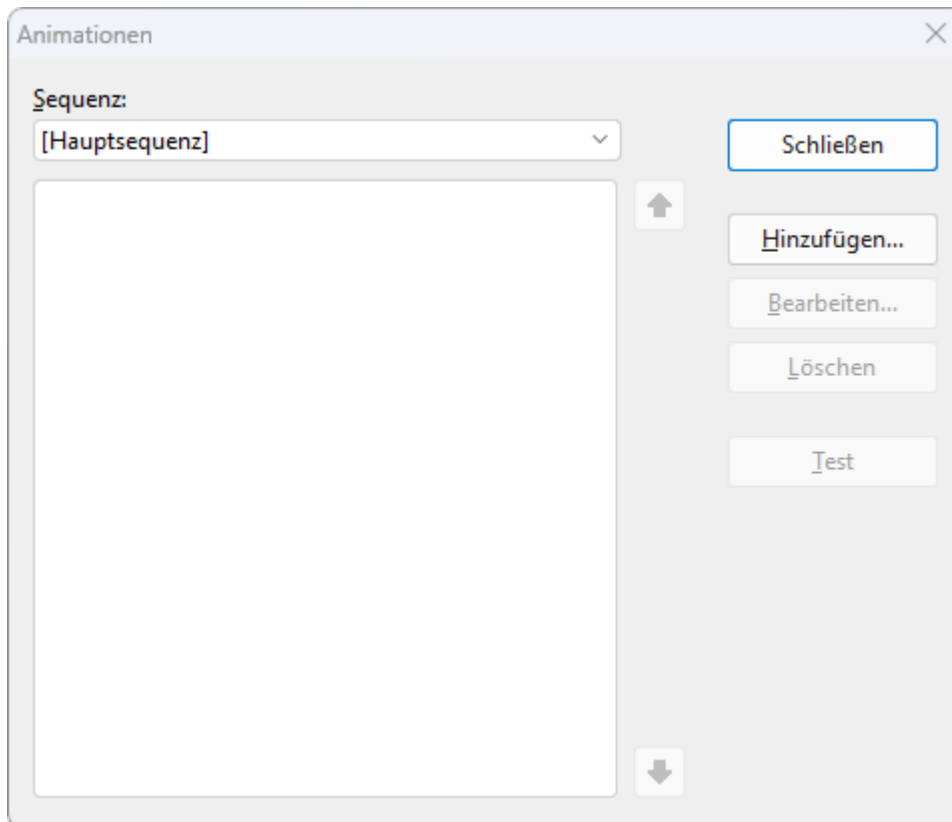 Animationen
Sequenz:
[Hauptsequenz]
Schließen
Hinzufügen...
Bearbeiten...
Löschen
Test